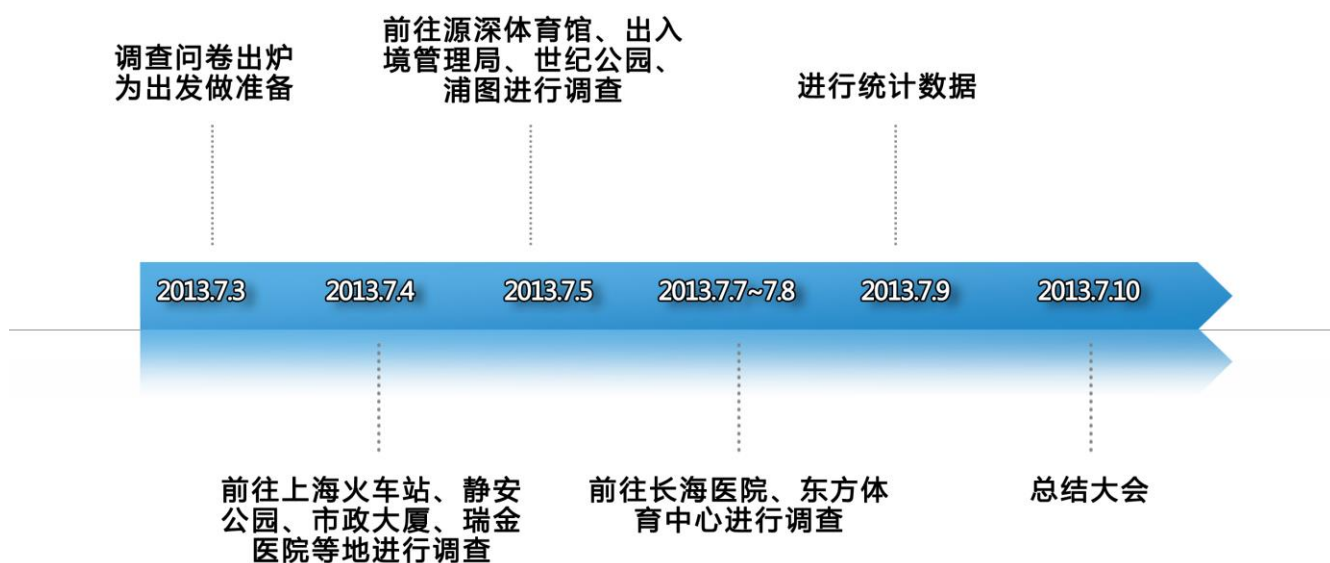 前往源深体育馆、出入
境管理局、世纪公园、
浦图进行调查
调查问卷出炉
为出发做准备
进行统计数据
2013.7.3
2013.7.4
2013.7.5
2013.7.7~7.8
2013.7.9
2013.7.10
前往上海火车站、静安
公园、市政大厦、瑞金
医院等地进行调查
前往长海医院、东方体
育中心进行调查
总结大会